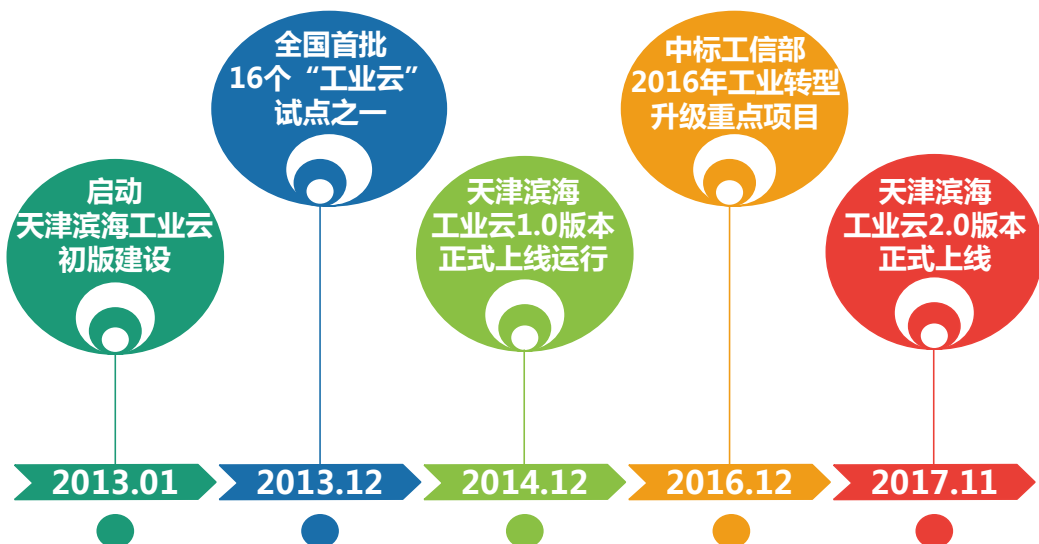 启动
天津滨海工业云
初版建设
全国首批
16个“工业云”
试点之一
天津滨海
工业云1.0版本
正式上线运行
中标工信部
2016年工业转型
升级重点项目
天津滨海
工业云2.0版本
正式上线
2013.01
2013.12
2014.12
2016.12
2017.11